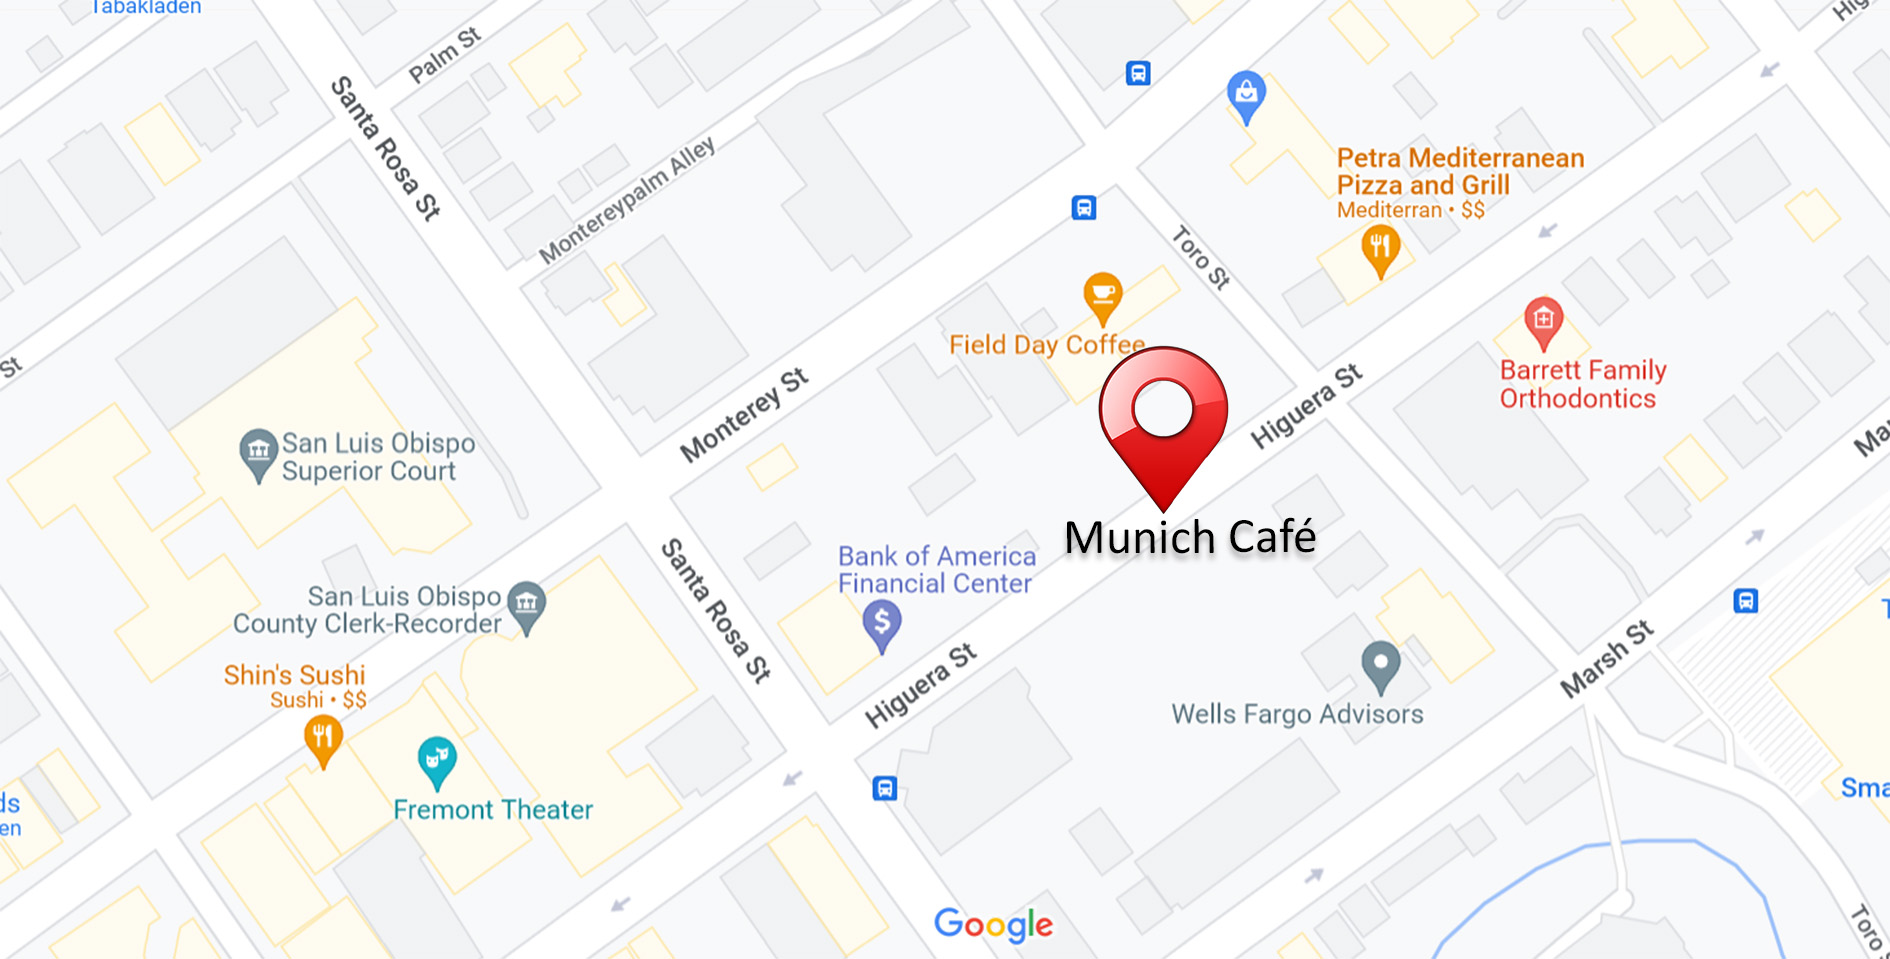 Tabakladen
Palm St
Santa Rosa St
Montereypalm Alley
Hig
Petra Mediterranean
Pizza and Grill
Mediterran • $$
Toro St
Field Day Coffee
Barrett Family
Orthodontics
St
Monterey St
Higuera St
Mar
San Luis Obispo
Superior Court
Munich Café
Bank of America
Financial Center
Santa Rosa St
San Luis Obispo
County Clerk-Recorder
Shin's Sushi
Sushi • $$
Higuera St
Marsh St
Wells Fargo Advisors
Fremont Theater
ds
en
Sma
Google
Toro S